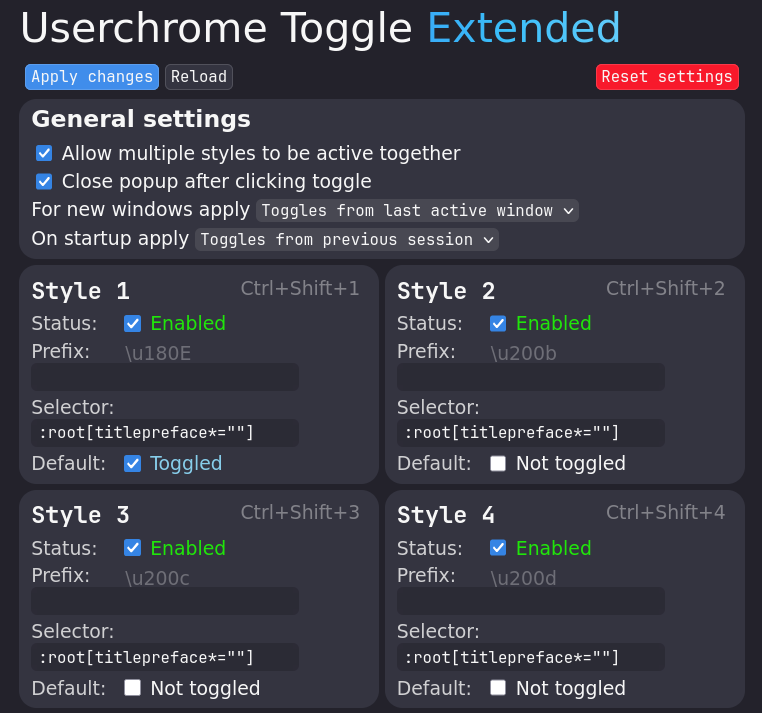 Userchrome Toggle Extended
Apply changes Reload Reset settings
General settings
Allow multiple styles to be active together
Close popup after clicking toggle
For new windows apply Toggles from last active window
On startup apply Toggles from previous session
Style 1 Ctrl+Shift+1
Status: Enabled
Prefix: \u180E
Selector:
:root[titlepreface*=""]
Default: Toggled
Style 2 Ctrl+Shift+2
Status: Enabled
Prefix: \u200b
Selector:
:root[titlepreface*=""]
Default: Not toggled
Style 3 Ctrl+Shift+3
Status: Enabled
Prefix: \u200c
Selector:
:root[titlepreface*=""]
Default: Not toggled
Style 4 Ctrl+Shift+4
Status: Enabled
Prefix: \u200d
Selector:
:root[titlepreface*=""]
Default: Not toggled